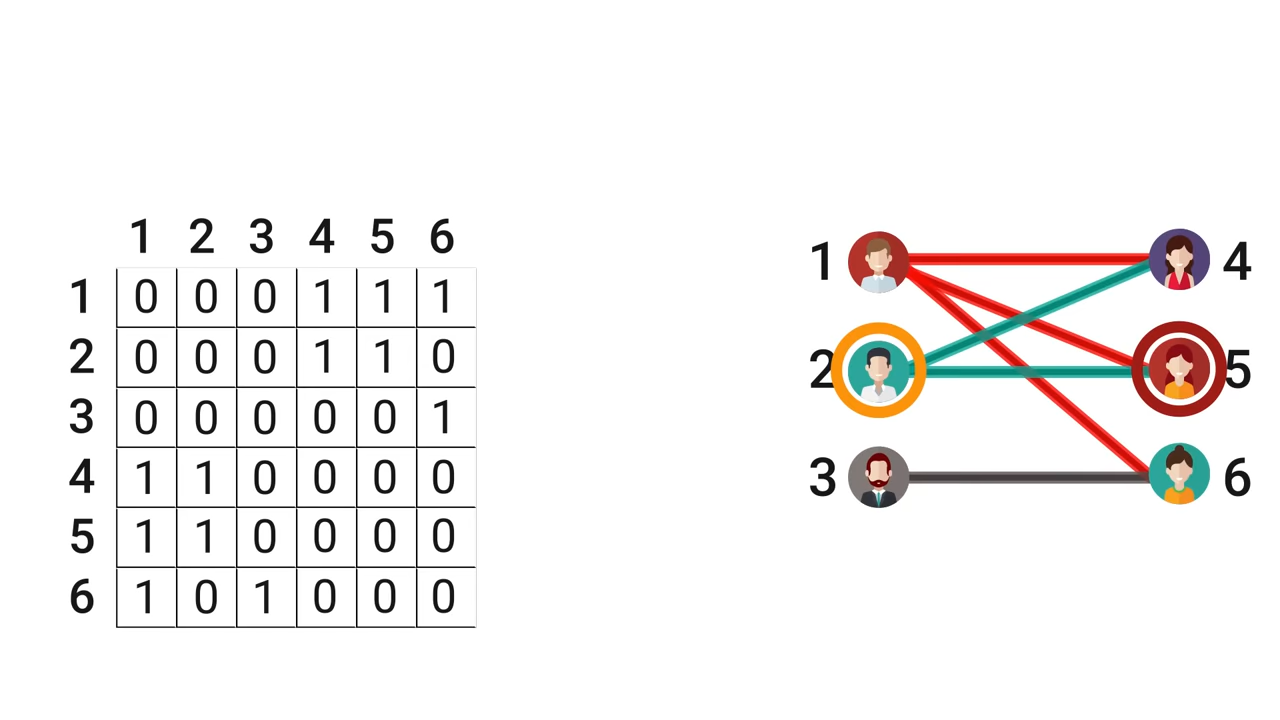 1 2 3 4 5 6
1 0 0 0 1 1 1
2 0 0 0 1 1 0
3 0 0 0 0 0 1
4 1 1 0 0 0 0
5 1 1 0 0 0 0
6 1 0 1 0 0 0
1 4
2 5
3 6